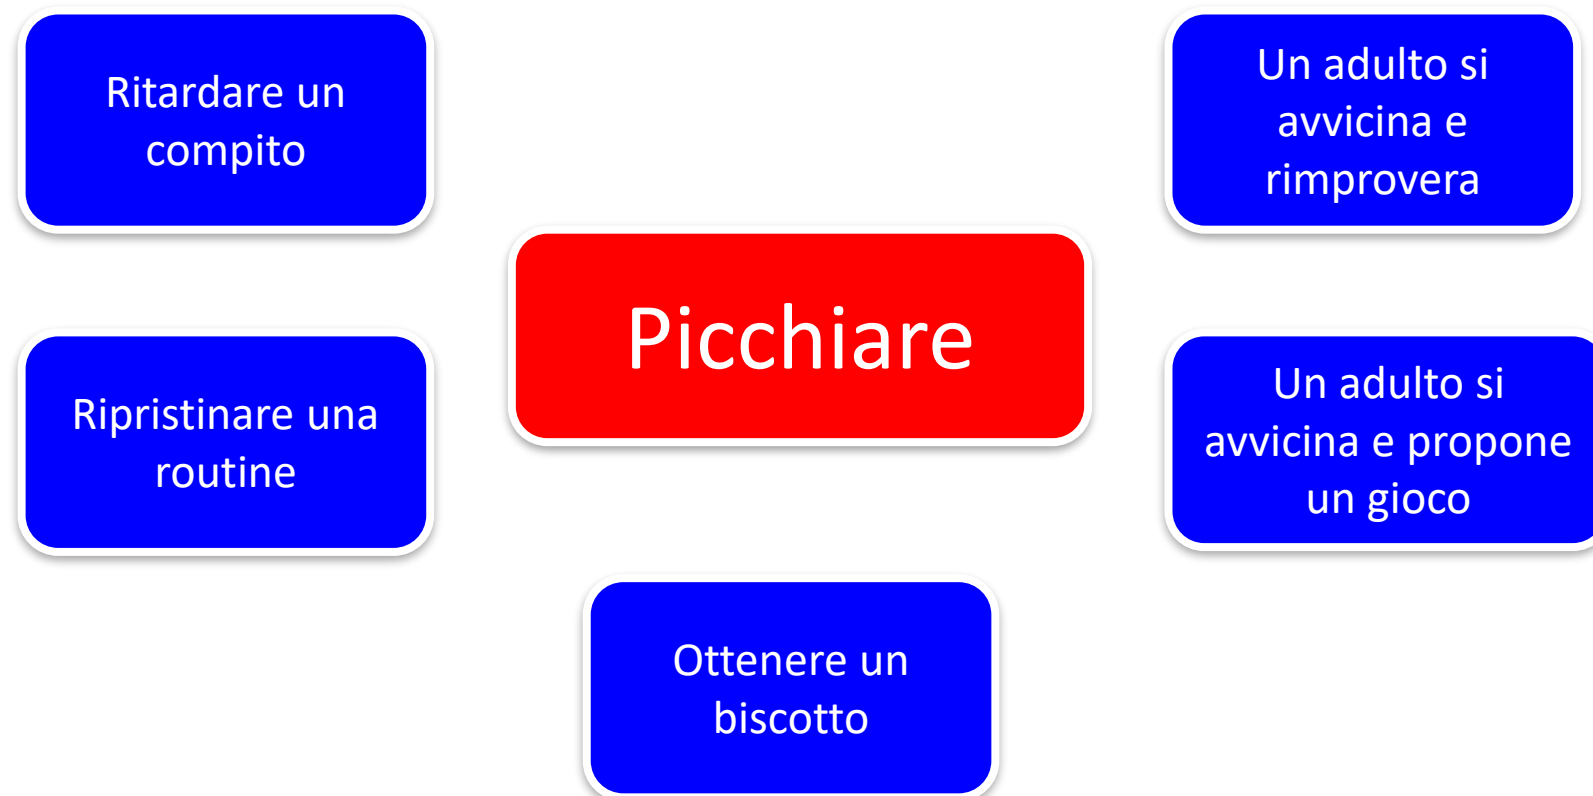 Ritardare un
compito
Un adulto si
avvicina e
rimprovera
Picchiare
Ripristinare una
routine
Un adulto si
avvicina e propone
un gioco
Ottenere un
biscotto